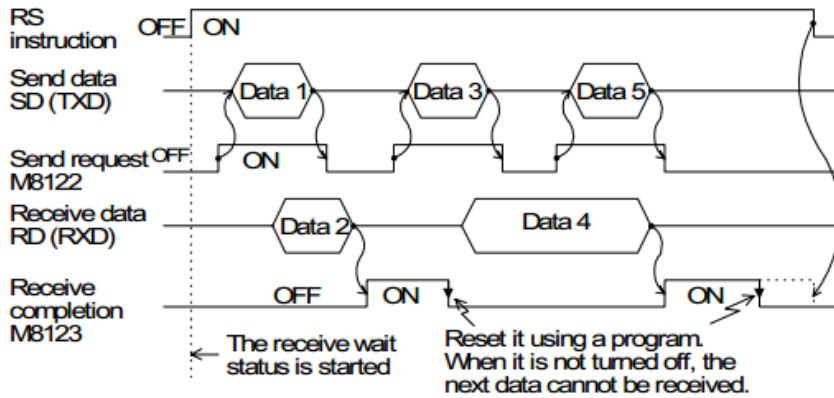 RS
instruction
OFF ON
Send data
SD (TXD)
Data 1
Data 3
Data 5
Send request
M8122
OFF
ON
Receive data
RD (RXD)
Data 2
Data 4
Receive
completion
M8123
OFF
ON
ON
The receive wait
status is started
Reset it using a program.
When it is not turned off, the
next data cannot be received.